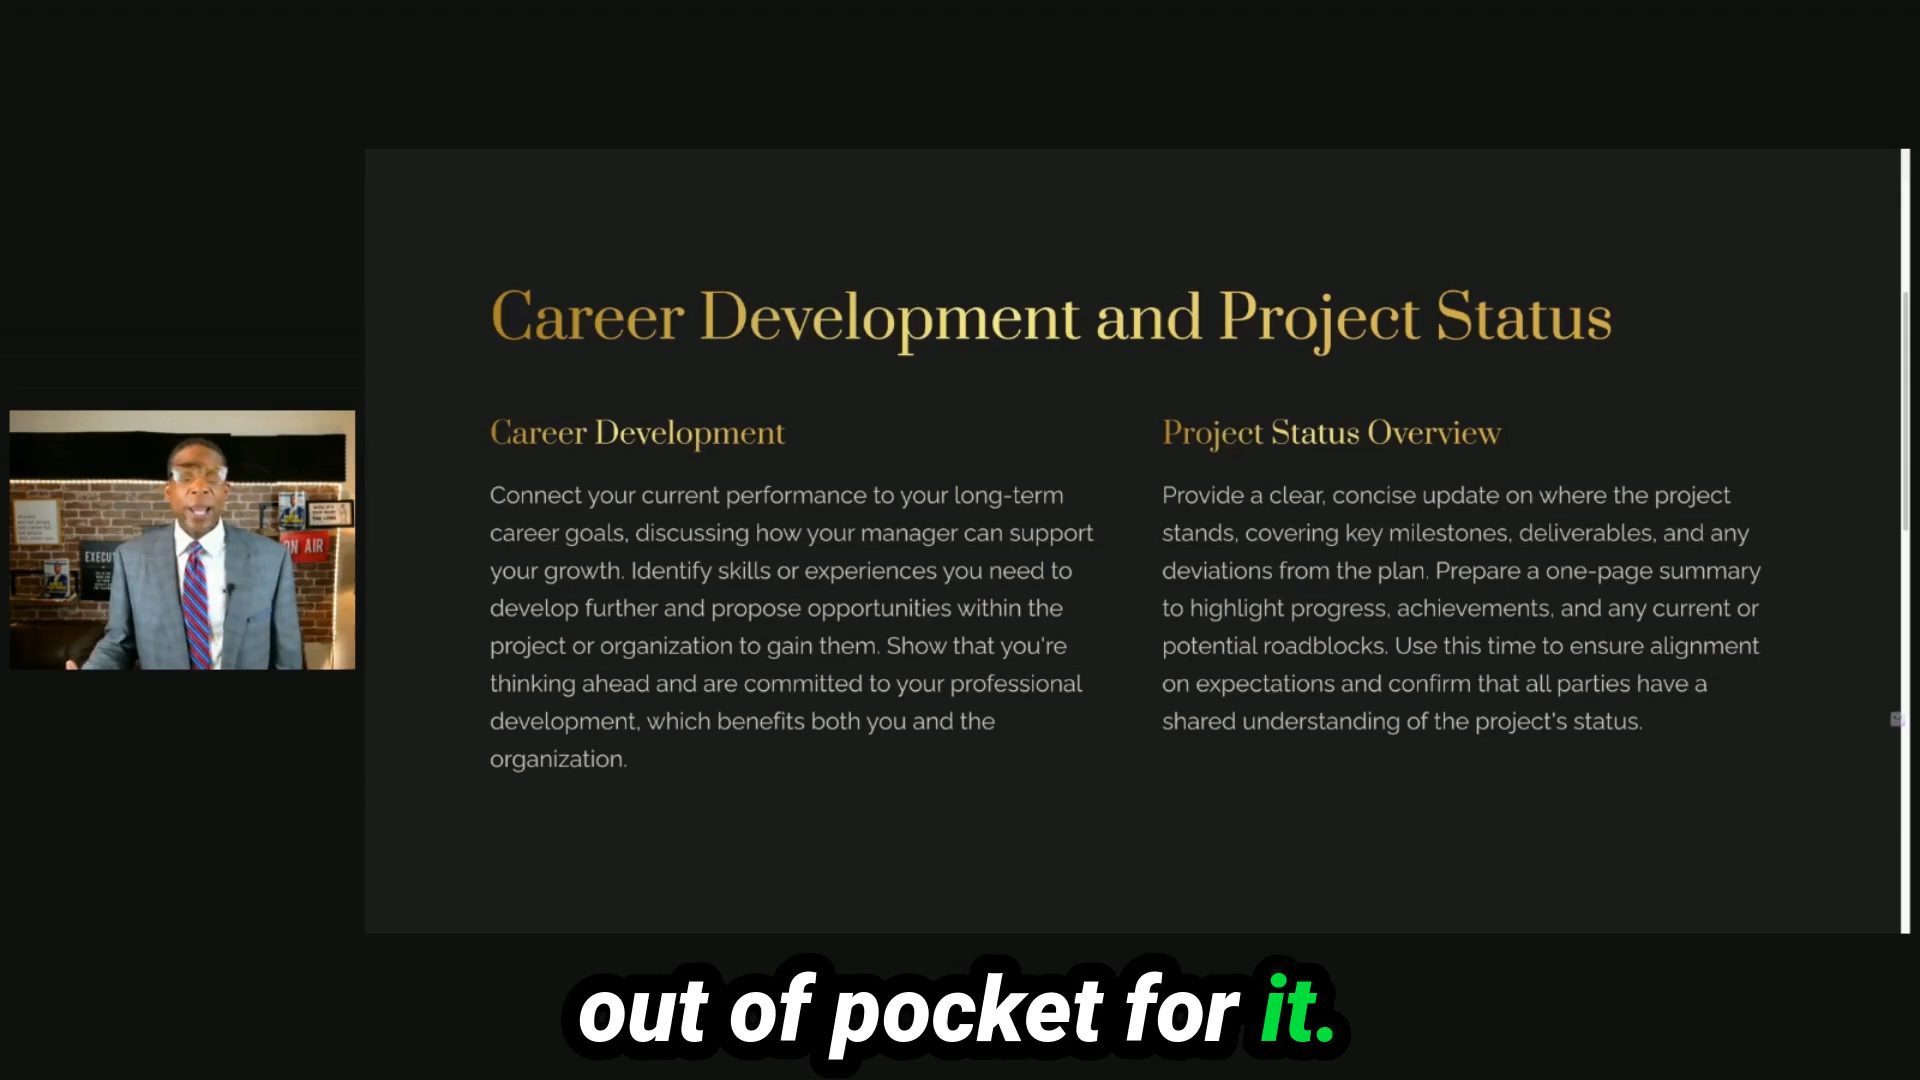 Career Development and Project Status
Career Development
Connect your current performance to your long-term
career goals, discussing how your manager can support
your growth. Identify skills or experiences you need to
develop further and propose opportunities within the
project or organization to gain them. Show that you're
thinking ahead and are committed to your professional
development, which benefits both you and the
organization.
Project Status Overview
Provide a clear, concise update on where the project
stands, covering key milestones, deliverables, and any
deviations from the plan. Prepare a one-page summary
to highlight progress, achievements, and any current or
potential roadblocks. Use this time to ensure alignment
on expectations and confirm that all parties have a
shared understanding of the project's status.
EXECU
ON AIR
out of pocket for it.